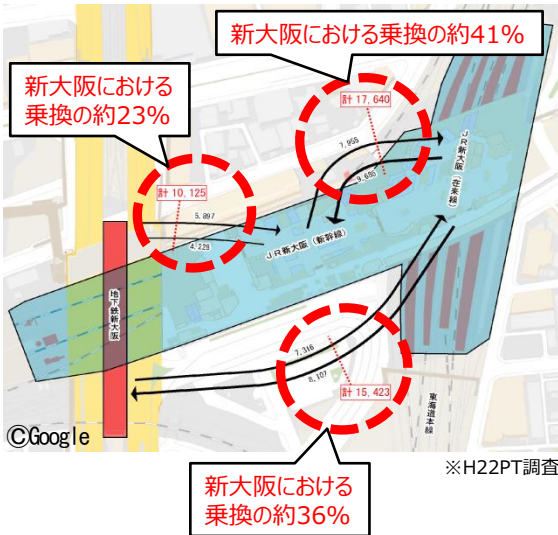 新大阪における乗換の約41%
新大阪における
乗換の約23%
計 17,640
7,955
9,685
計 10,125
5,897
4,228
JR新大阪（在来線）
JR新大阪（新幹線）
地下鉄新大阪
7,316
8,107
計 15,423
東海道本線
©Google
※H22PT調査
新大阪における
乗換の約36%